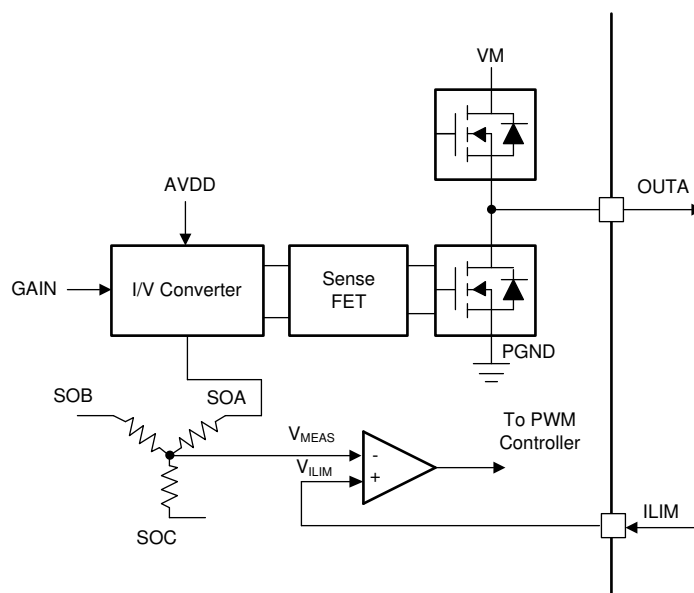 VM
AVDD
OUTA
GAIN
I/V Converter
Sense
FET
PGND
SOB
SOA
To PWM
Controller
VMEAS
-
VILIM
+
SOC
ILIM